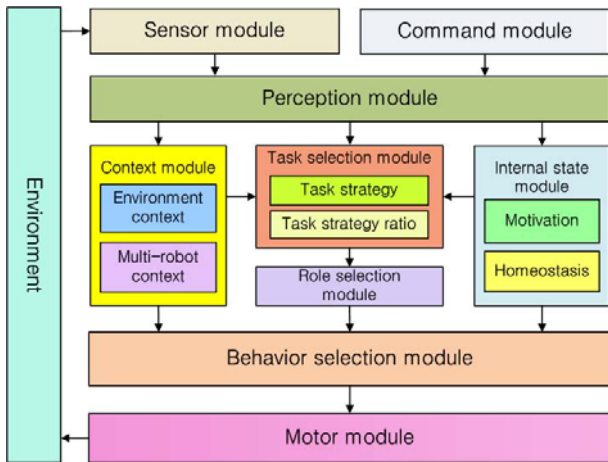 Sensor module
Command module
Perception module
Environment
Context module
Environment
context
Multi-robot
context
Task selection module
Task strategy
Task strategy ratio
Internal state
module
Motivation
Homeostasis
Role selection
module
Behavior selection module
Motor module